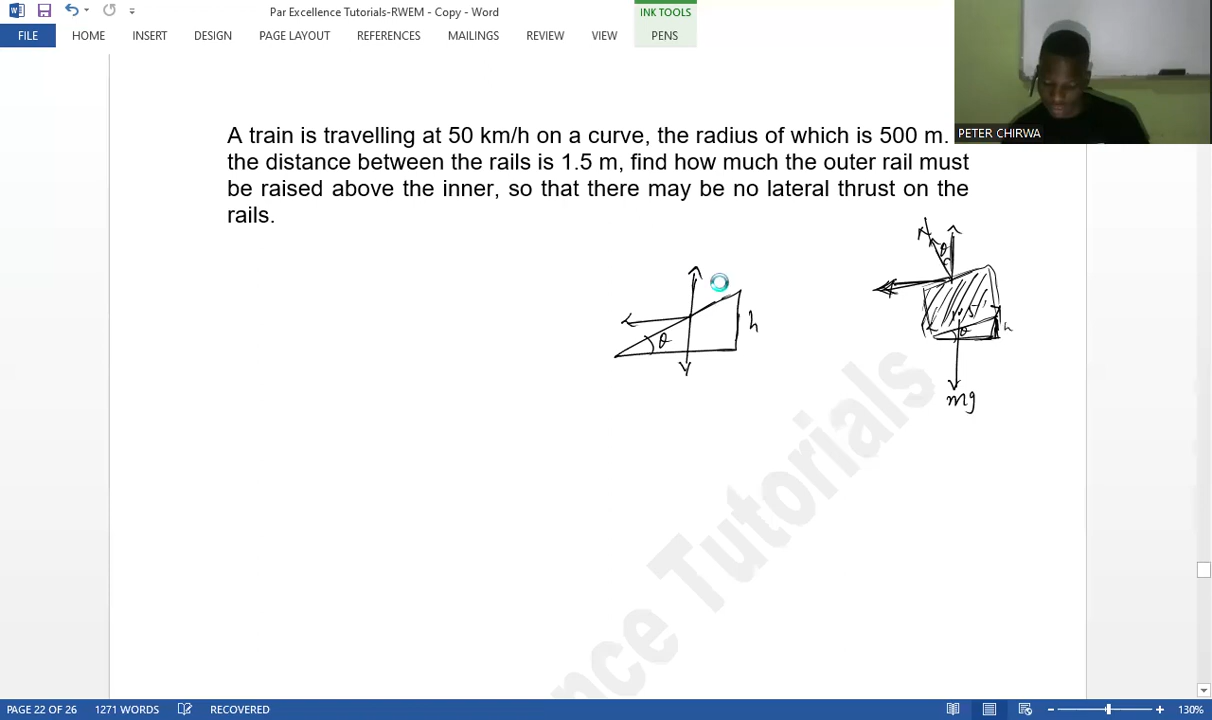 Par Excellence Tutorials-RWEM - Copy - Word
INK TOOLS
FILE HOME INSERT DESIGN PAGE LAYOUT REFERENCES MAILINGS REVIEW VIEW PENS
PETER CHIRWA
A train is travelling at 50 km/h on a curve, the radius of which is 500 m.
the distance between the rails is 1.5 m, find how much the outer rail must
be raised above the inner, so that there may be no lateral thrust on the
rails.
N
θ
1.5
θ
h
mg
θ
h
nce Tutorials
PAGE 22 OF 26 1271 WORDS RECOVERED 130%